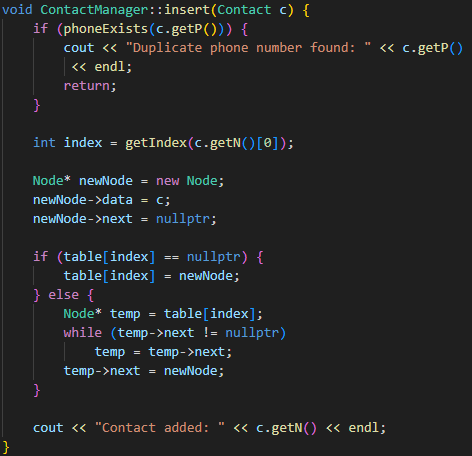 void ContactManager::insert(Contact c) {
    if (phoneExists(c.getP())) {
        cout << "Duplicate phone number found: " << c.getP()
         << endl;
        return;
    }

    int index = getIndex(c.getN()[0]);

    Node* newNode = new Node;
    newNode->data = c;
    newNode->next = nullptr;

    if (table[index] == nullptr) {
        table[index] = newNode;
    } else {
        Node* temp = table[index];
        while (temp->next != nullptr)
            temp = temp->next;
        temp->next = newNode;
    }

    cout << "Contact added: " << c.getN() << endl;
}